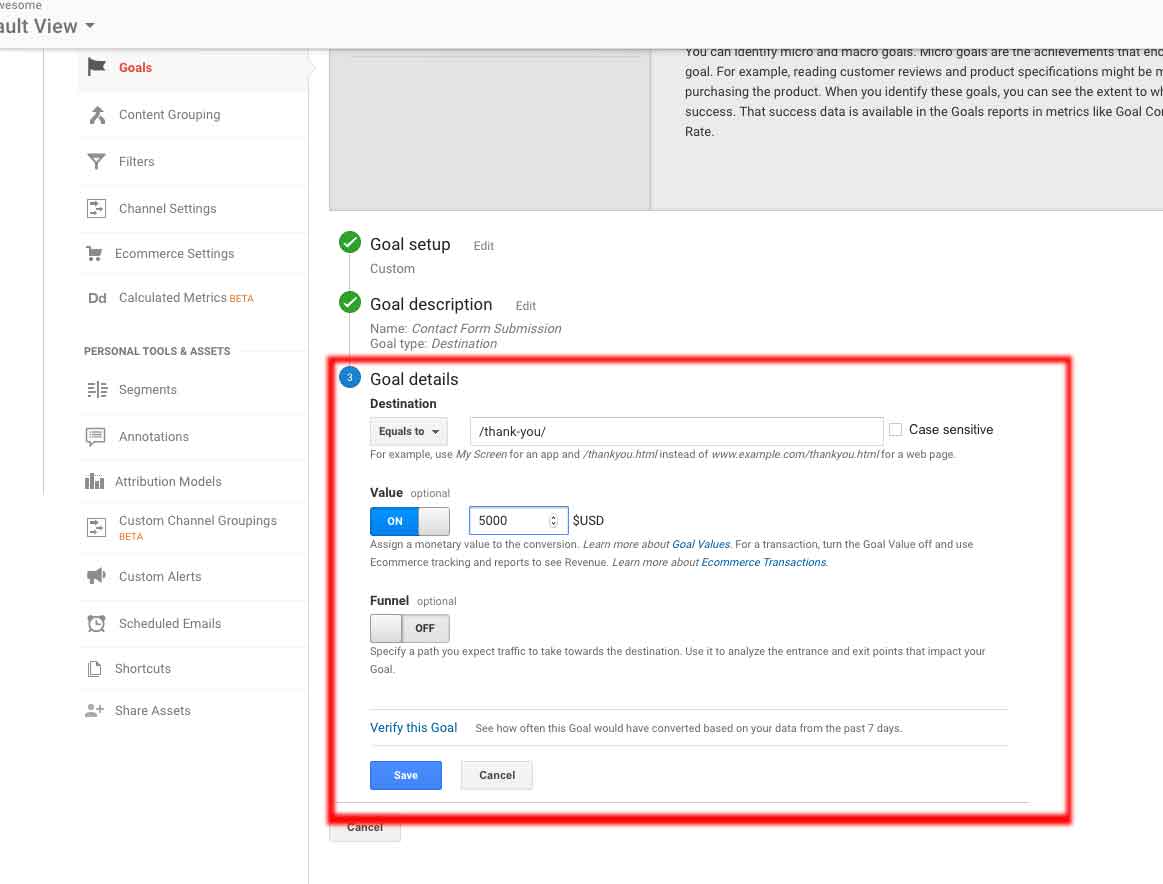 ault View
Goals
Content Grouping
Filters
Channel Settings
Ecommerce Settings
Dd Calculated Metrics BETA
PERSONAL TOOLS & ASSETS
Segments
Annotations
Attribution Models
Custom Channel Groupings
BETA
Custom Alerts
Scheduled Emails
Shortcuts
Share Assets
You can identify micro and macro goals. Micro goals are the achievements that
goal. For example, reading customer reviews and product specifications might be
purchasing the product. When you identify these goals, you can see the extent to
success. That success data is available in the Goals reports in metrics like Goal
Rate.
Goal setup Edit
Custom
Goal description Edit
Name: Contact Form Submission
Goal type: Destination
3 Goal details
Destination
Equals to /thank-you/ Case sensitive
For example, use My Screen for an app and /thankyou.html instead of www.example.com/thankyou.html for a web page.
Value optional
ON 5000 $USD
Assign a monetary value to the conversion. Learn more about Goal Values. For a transaction, turn the Goal Value off and use
Ecommerce tracking and reports to see Revenue. Learn more about Ecommerce Transactions.
Funnel optional
OFF
Specify a path you expect traffic to take towards the destination. Use it to analyze the entrance and exit points that impact your
Goal.
Verify this Goal See how often this Goal would have converted based on your data from the past 7 days.
Save Cancel
Cancel